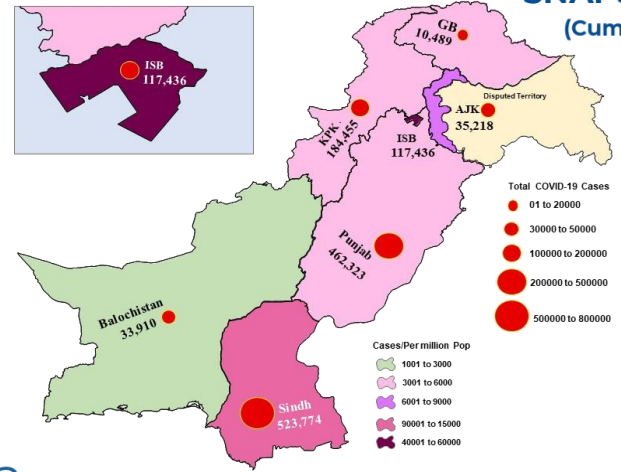 (Cum
ISB
117,436
GB
10,489
Disputed Territory
AJK
35,218
KPK
184,455
ISB
117,436
Punjab
462,323
Balochistan
33,910
Sindh
523,774
Total COVID-19 Cases
01 to 20000
30000 to 50000
100000 to 200000
200000 to 500000
500000 to 800000
Cases/Per million Pop
1001 to 3000
3001 to 6000
6001 to 9000
90001 to 15000
40001 to 60000